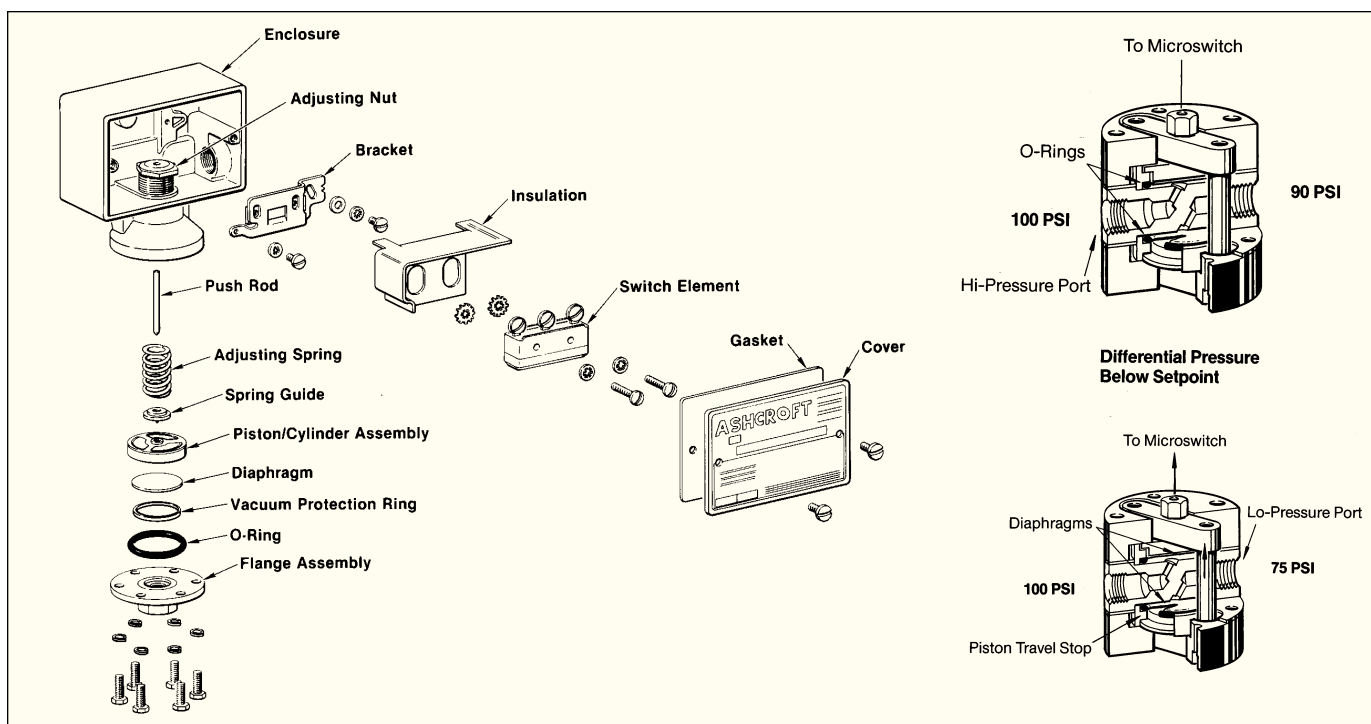 Enclosure
Adjusting Nut
Bracket
Insulation
Push Rod
Switch Element
Adjusting Spring
Gasket
Cover
Spring Guide
ASHCROFT
Piston/Cylinder Assembly
Diaphragm
Vacuum Protection Ring
O-Ring
Flange Assembly
To Microswitch
O-Rings
90 PSI
100 PSI
Hi-Pressure Port
Differential Pressure
Below Setpoint
To Microswitch
Diaphragms
Lo-Pressure Port
75 PSI
100 PSI
Piston Travel Stop